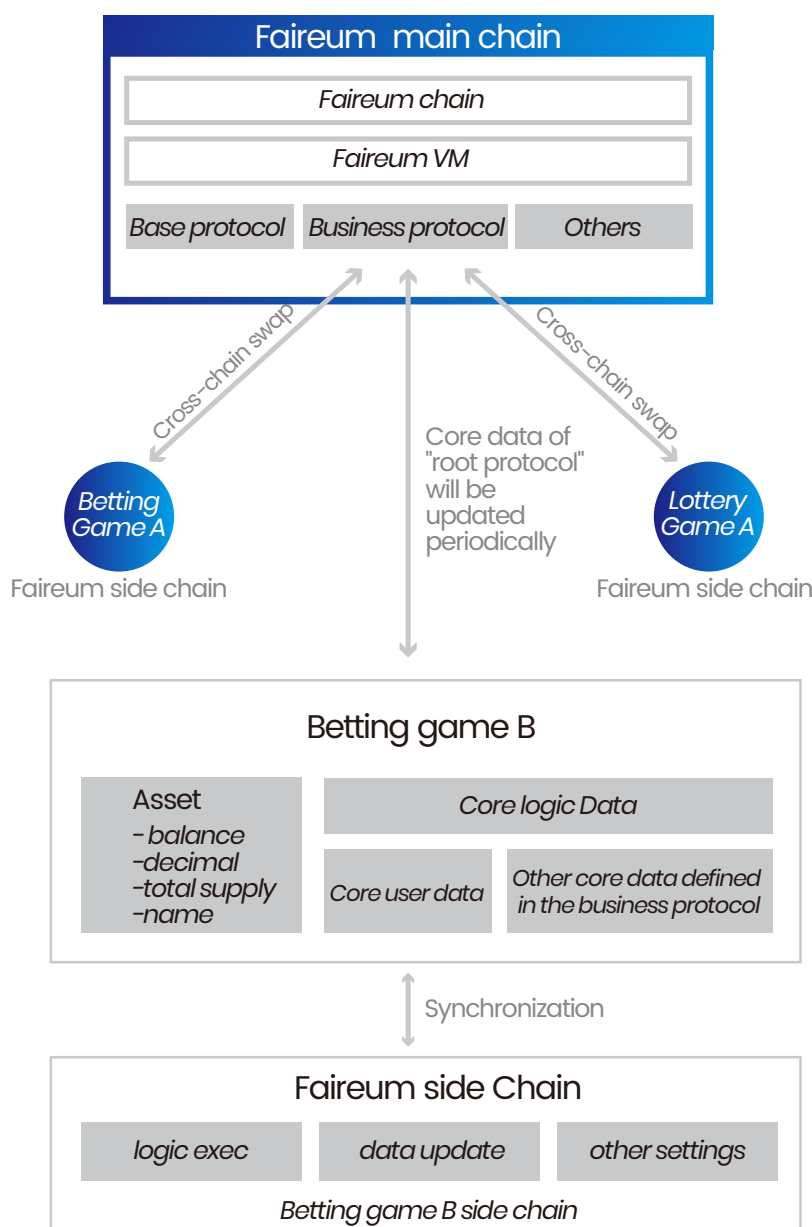 Faireum main chain
Faireum chain
Faireum VM
Base protocol
Business protocol
Others
Cross-chain swap
Cross-chain swap
Core data of
"root protocol"
will be
updated
periodically
Betting
Game A
Faireum side chain
Lottery
Game A
Faireum side chain
Betting game B
Asset
-balance
-decimal
-total supply
-name
Core logic Data
Core user data
Other core data defined
in the business protocol
Synchronization
Faireum side Chain
logic exec
data update
other settings
Betting game B side chain